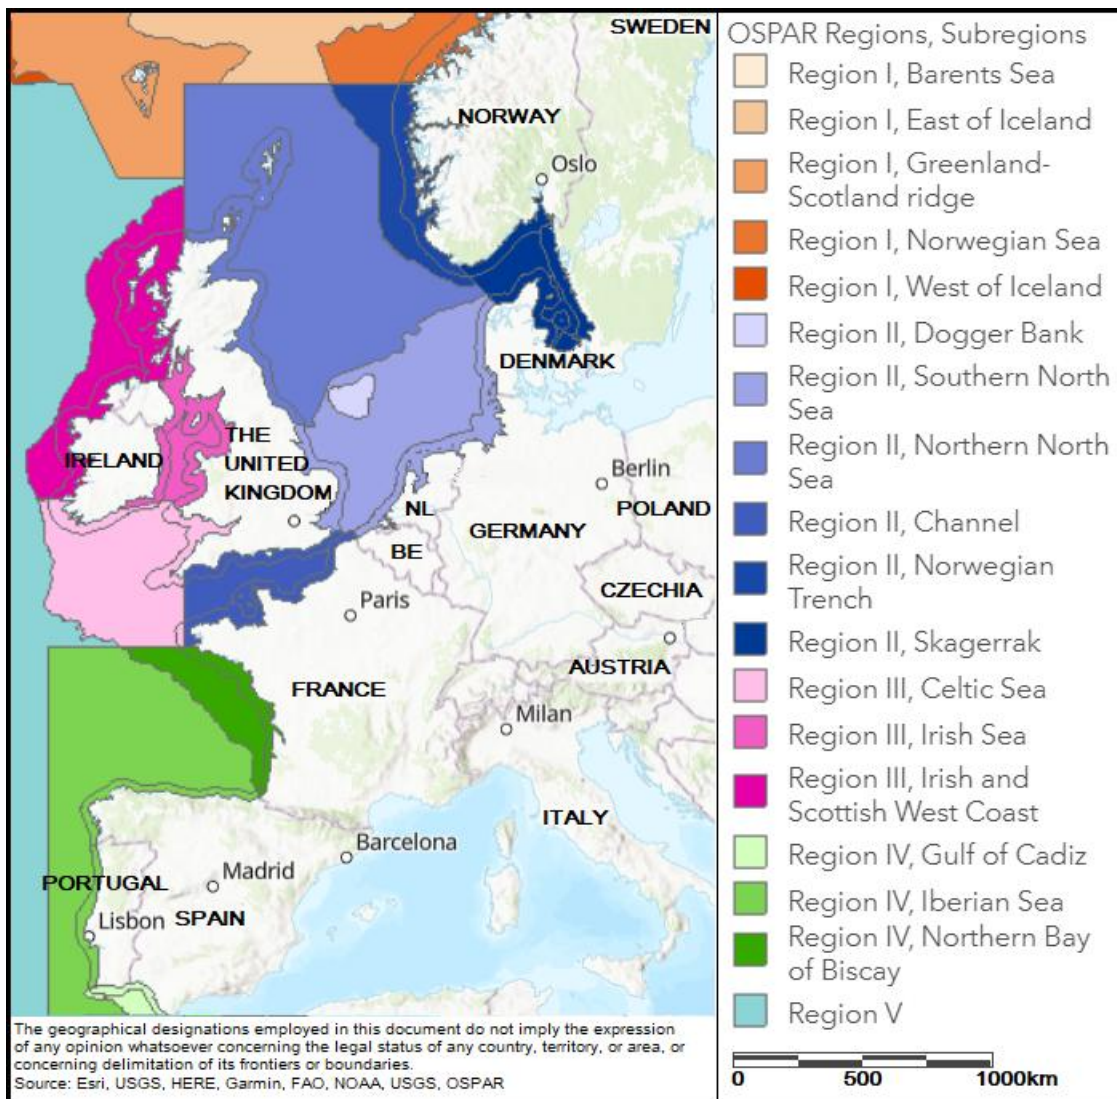 SWEDEN
NORWAY
Oslo
DENMARK
IRELAND
THE
UNITED
KINGDOM
NL
BE
Berlin
POLAND
GERMANY
CZECHIA
Paris
AUSTRIA
FRANCE
Milan
ITALY
Barcelona
Madrid
PORTUGAL
Lisbon
SPAIN
The geographical designations employed in this document do not imply the expression
of any opinion whatsoever concerning the legal status of any country, territory, or area, or
concerning delimitation of its frontiers or boundaries.
Source: Esri, USGS, HERE, Garmin, FAO, NOAA, USGS, OSPAR
OSPAR Regions, Subregions
Region I, Barents Sea
Region I, East of Iceland
Region I, Greenland-
Scotland ridge
Region I, Norwegian Sea
Region I, West of Iceland
Region II, Dogger Bank
Region II, Southern North
Sea
Region II, Northern North
Sea
Region II, Channel
Region II, Norwegian
Trench
Region II, Skagerrak
Region III, Celtic Sea
Region III, Irish Sea
Region III, Irish and
Scottish West Coast
Region IV, Gulf of Cadiz
Region IV, Iberian Sea
Region IV, Northern Bay
of Biscay
Region V
0 500 1000km